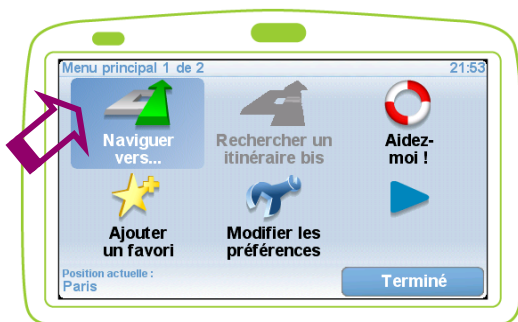 Menu principal 1 de 2
21:53
Naviguer
vers...
Rechercher un
itinéraire bis
Aidez-
moi !
Ajouter
un favori
Modifier les
préférences
Position actuelle :
Paris
Terminé